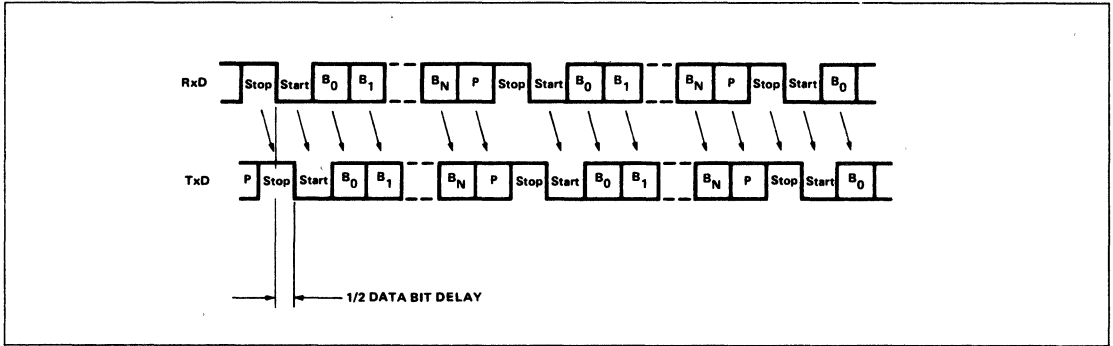 RxD Stop Start B0 B1 BN P Stop Start B0 B1 BN P Stop Start B0
TxD P Stop Start B0 B1 BN P Stop Start B0 B1 BN P Stop Start B0
1/2 DATA BIT DELAY